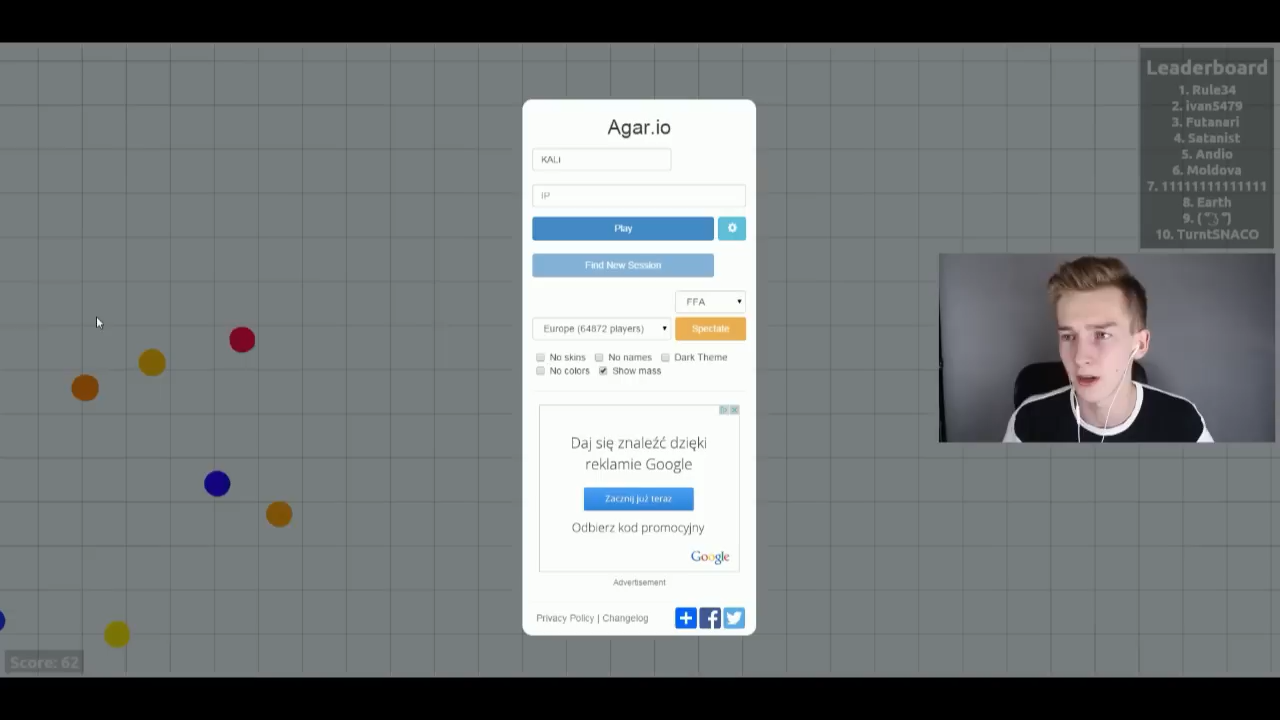 Leaderboard
1. Rule34
2. ivan5479
3. Futanari
4. Satanist
5. Andio
6. Moldova
7. 11111111111111
8. Earth
9.
10. TurntSNACO
Agar.io
KALi
IP
Play
Find New Session
FFA
Europe (64872 players)
Spectate
No skins
No names
Dark Theme
No colors
Show mass
Daj się znaleźć dzięki
reklamie Google
Zacznij już teraz
Odbierz kod promocyjny
Google
Advertisement
Privacy Policy | Changelog
Score: 62